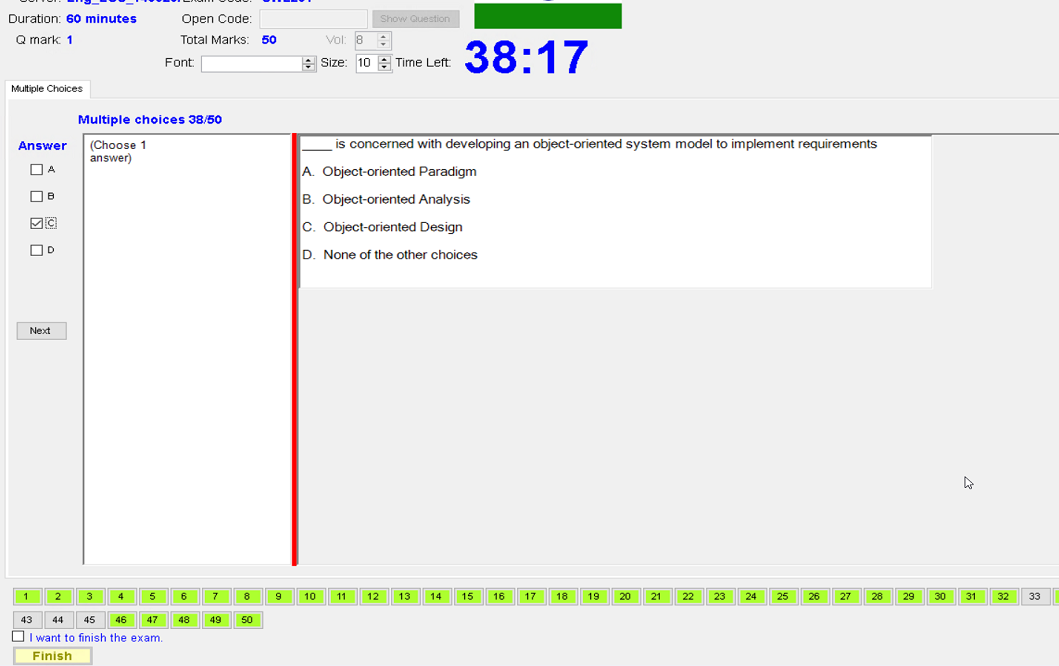 Duration: 60 minutes Open Code: Show Question
Q mark: 1 Total Marks: 50 Vol: 8
Font: Size: 10 Time Left: 38:17
Multiple Choices
Multiple choices 38/50
Answer
(Choose 1
answer)
A
B
C
D
Next
____ is concerned with developing an object-oriented system model to implement requirements
A. Object-oriented Paradigm
B. Object-oriented Analysis
C. Object-oriented Design
D. None of the other choices
1 2 3 4 5 6 7 8 9 10 11 12 13 14 15 16 17 18 19 20 21 22 23 24 25 26 27 28 29 30 31 32 33
43 44 45 46 47 48 49 50
I want to finish the exam.
Finish